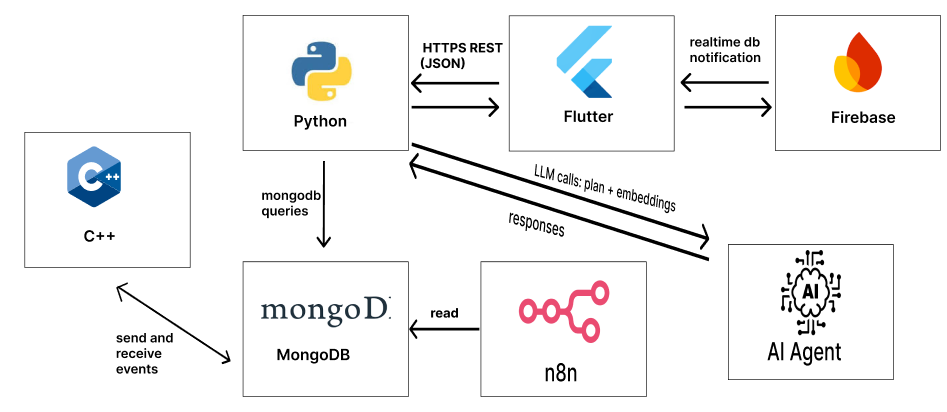 HTTPS REST
(JSON)
realtime db
notification
Python
Flutter
Firebase
C++
C++
mongodb
queries
LLM calls: plan + embeddings
responses
send and
receive
events
mongoD
MongoDB
read
n8n
AI
AI Agent